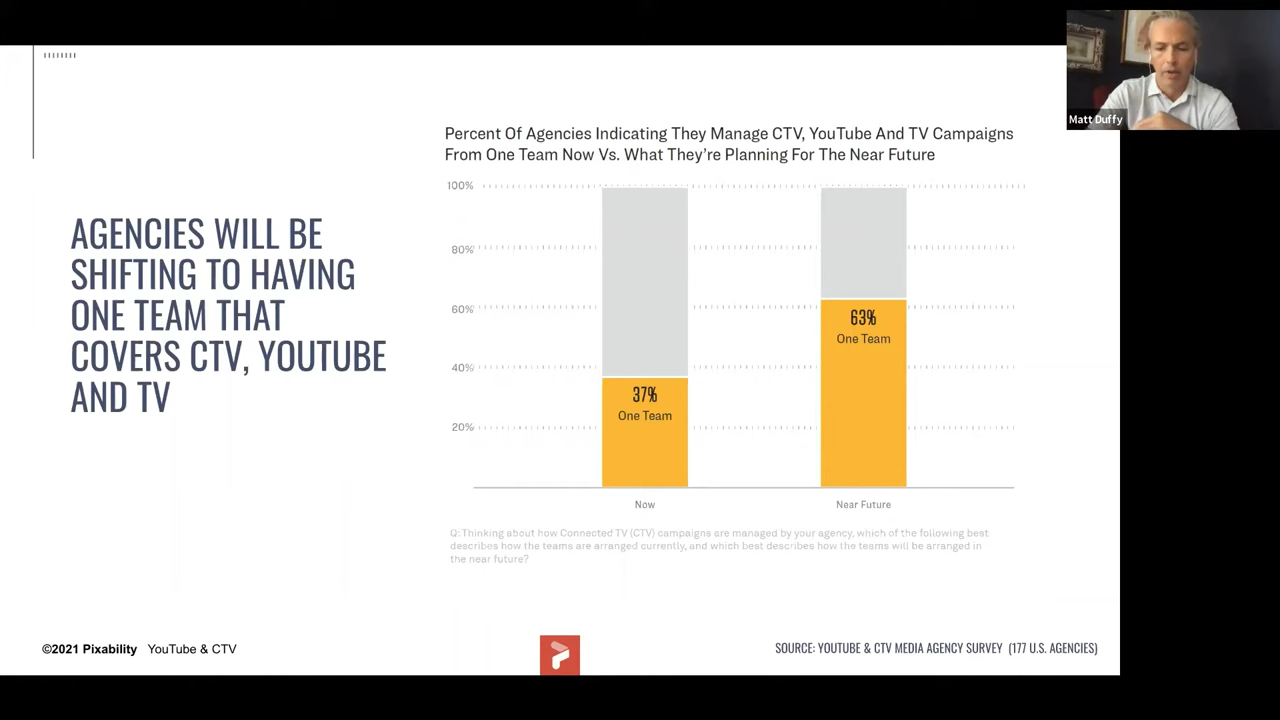 Matt Duffy
Percent Of Agencies Indicating They Manage CTV, YouTube And TV Campaigns
From One Team Now Vs. What They're Planning For The Near Future
AGENCIES WILL BE
SHIFTING TO HAVING
ONE TEAM THAT
COVERS CTV, YOUTUBE
AND TV
100%
80%
60%
40%
20%
37%
One Team
63%
One Team
Now
Near Future
Q: Thinking about how Connected TV (CTV) campaigns are managed by your agency, which of the following best
describes how the teams are arranged currently, and which best describes how the teams will be arranged in
the near future?
©2021 Pixability YouTube & CTV
SOURCE: YOUTUBE & CTV MEDIA AGENCY SURVEY (177 U.S. AGENCIES)